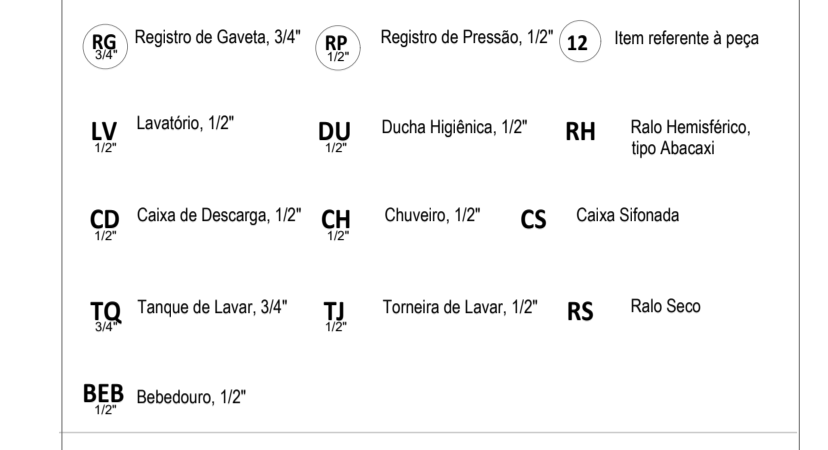 RG
3/4"
Registro de Gaveta, 3/4"
RP
1/2"
Registro de Pressão, 1/2"
12
Item referente à peça
LV
1/2"
Lavatório, 1/2"
DU
1/2"
Ducha Higiênica, 1/2"
RH
Ralo Hemisférico,
tipo Abacaxi
CD
1/2"
Caixa de Descarga, 1/2"
CH
1/2"
Chuveiro, 1/2"
CS
Caixa Sifonada
TQ
3/4"
Tanque de Lavar, 3/4"
TJ
1/2"
Torneira de Lavar, 1/2"
RS
Ralo Seco
BEB
1/2"
Bebedouro, 1/2"